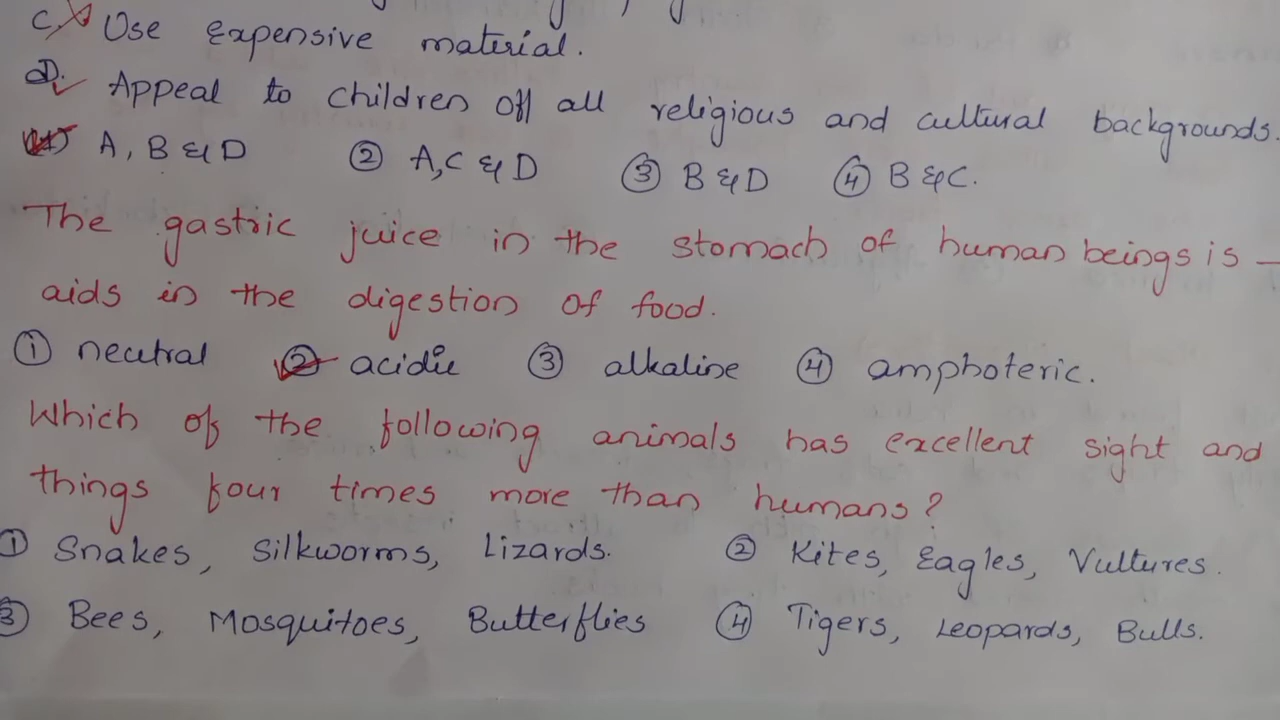 C. Use expensive material.
D. Appeal to children off all religious and cultural backgrounds.
(1) A, B & D (2) A, C & D (3) B & D (4) B & C.
The gastric juice in the stomach of human beings is —
aids in the digestion of food.
(1) neutral (2) acidic (3) alkaline (4) amphoteric.
Which of the following animals has excellent sight and
things four times more than humans?
(1) Snakes, Silkworms, Lizards. (2) Kites, Eagles, Vultures.
(3) Bees, Mosquitoes, Butterflies (4) Tigers, Leopards, Bulls.